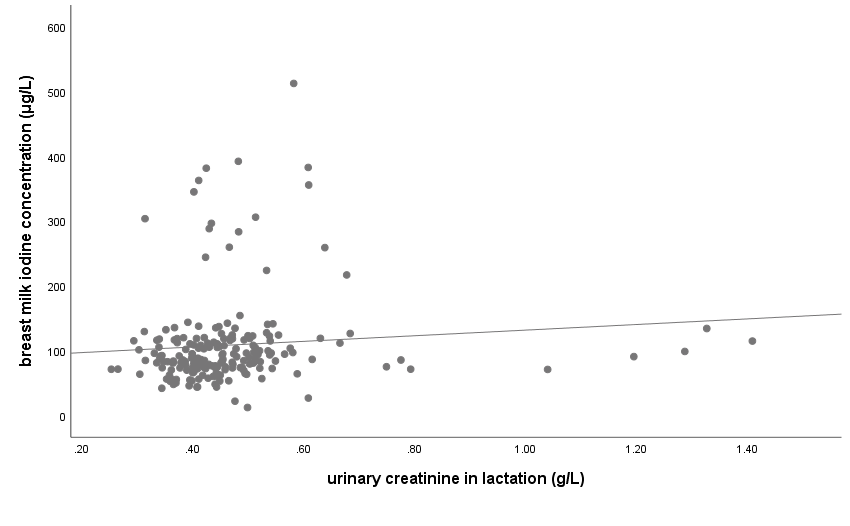 600
500
400
300
200
100
0
breast milk iodine concentration (µg/L)
.20 .40 .60 .80 1.00 1.20 1.40
urinary creatinine in lactation (g/L)